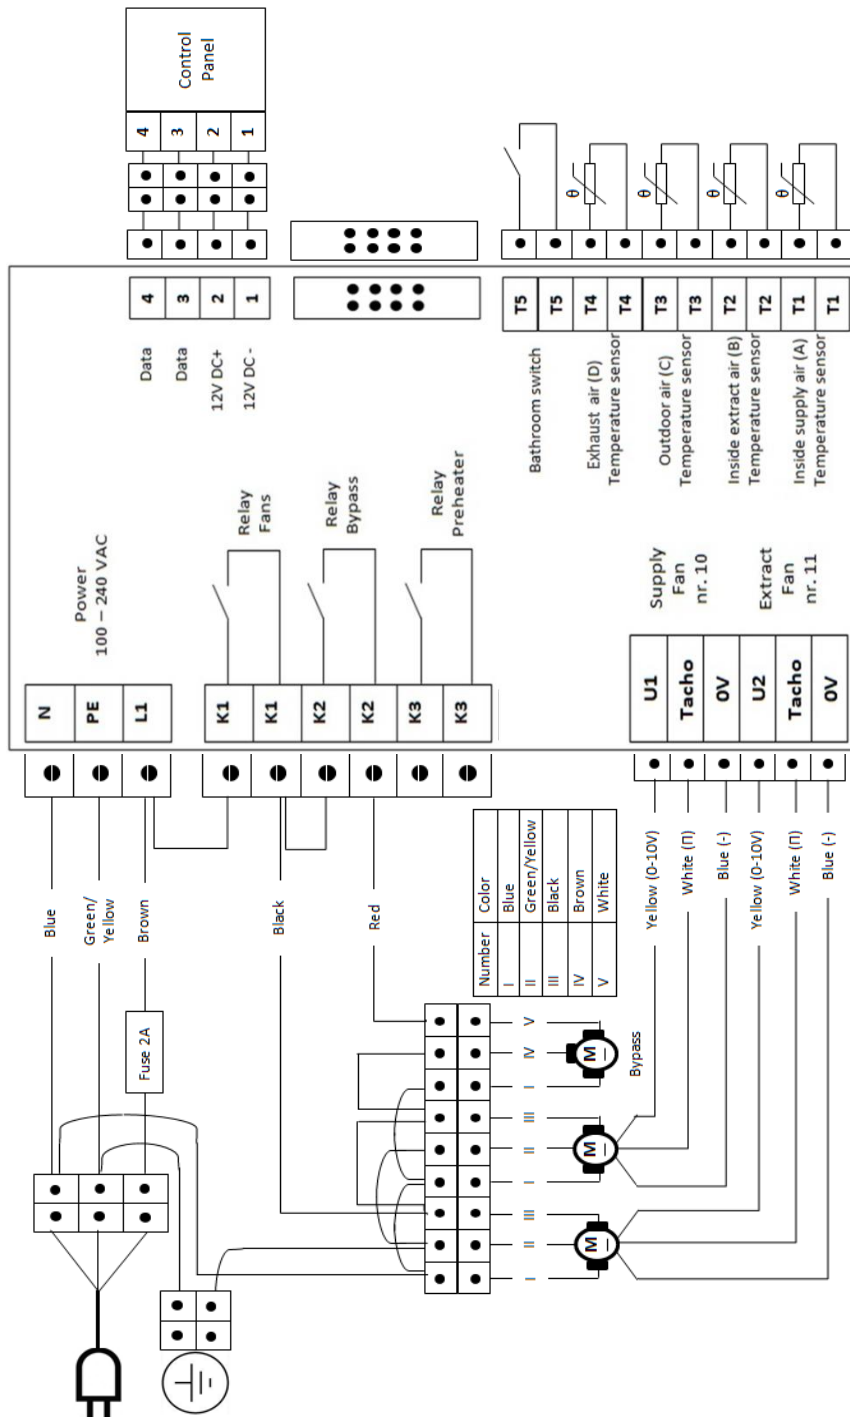 Control
Panel
4
3
2
1
4
3
2
1
Data
Data
12V DC+
12V DC -
T5
T5
T4
T4
T3
T3
T2
T2
T1
T1
Bathroom switch
Exhaust air (D)
Temperature sensor
Outdoor air (C)
Temperature sensor
Inside extract air (B)
Temperature sensor
Inside supply air (A)
Temperature sensor
θ
θ
θ
θ
Power
100 – 240 VAC
Relay
Fans
Relay
Bypass
Relay
Preheater
Supply
Fan
nr. 10
Extract
Fan
nr. 11
N
PE
L1
K1
K1
K2
K2
K3
K3
U1
Tacho
0V
U2
Tacho
0V
Blue
Green/
Yellow
Brown
Black
Red
Fuse 2A
Number Color
I Blue
II Green/Yellow
III Black
IV Brown
V White
Yellow (0-10V)
White (Π)
Blue (-)
Yellow (0-10V)
White (Π)
Blue (-)
I
II
III
I
II
III
I
IV
V
M
M
M
Bypass